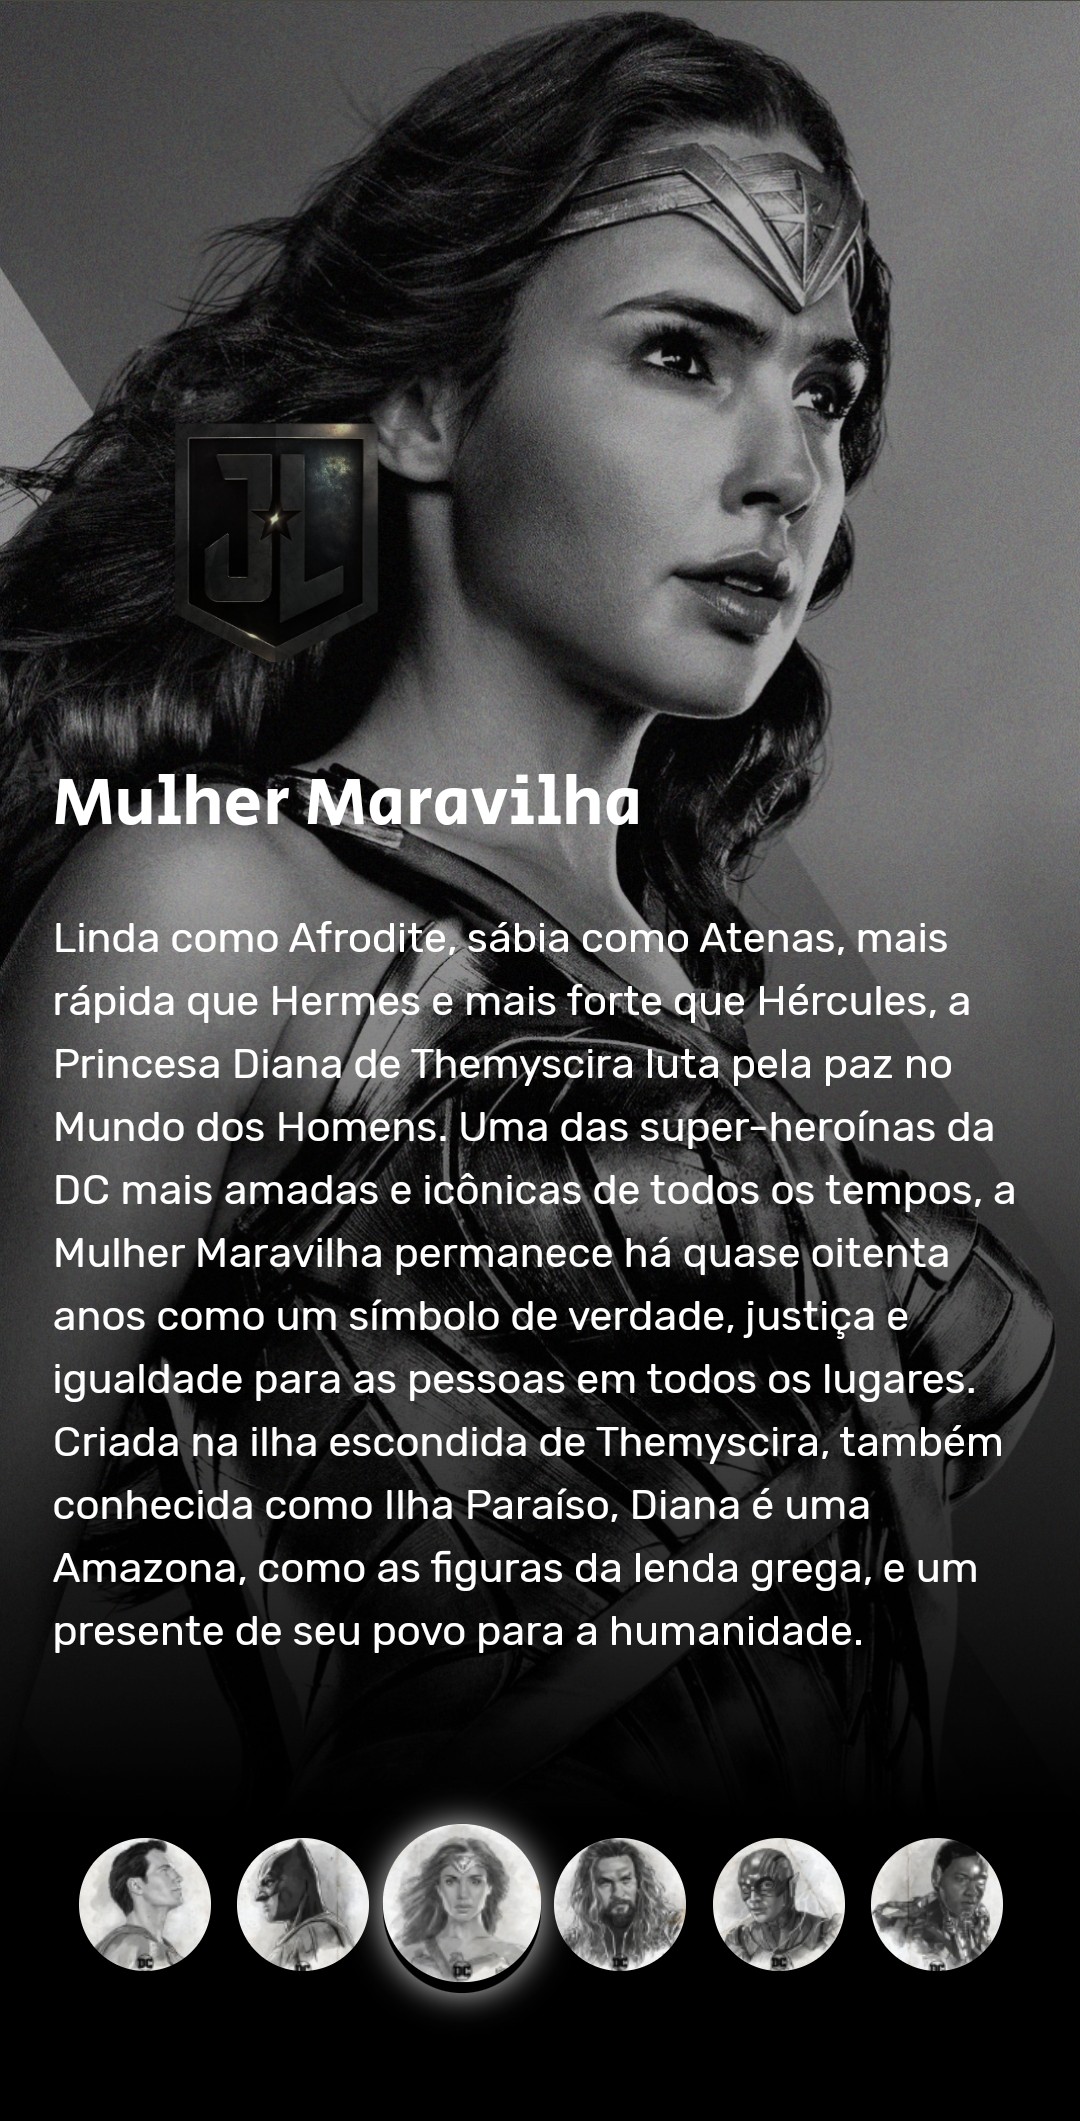 JL
Mulher Maravilha
Linda como Afrodite, sábia como Atenas, mais
rápida que Hermes e mais forte que Hércules, a
Princesa Diana de Themyscira luta pela paz no
Mundo dos Homens. Uma das super-heroínas da
DC mais amadas e icônicas de todos os tempos, a
Mulher Maravilha permanece há quase oitenta
anos como um símbolo de verdade, justiça e
igualdade para as pessoas em todos os lugares.
Criada na ilha escondida de Themyscira, também
conhecida como Ilha Paraíso, Diana é uma
Amazona, como as figuras da lenda grega, e um
presente de seu povo para a humanidade.
DC
DC
DC
DC
DC
DC